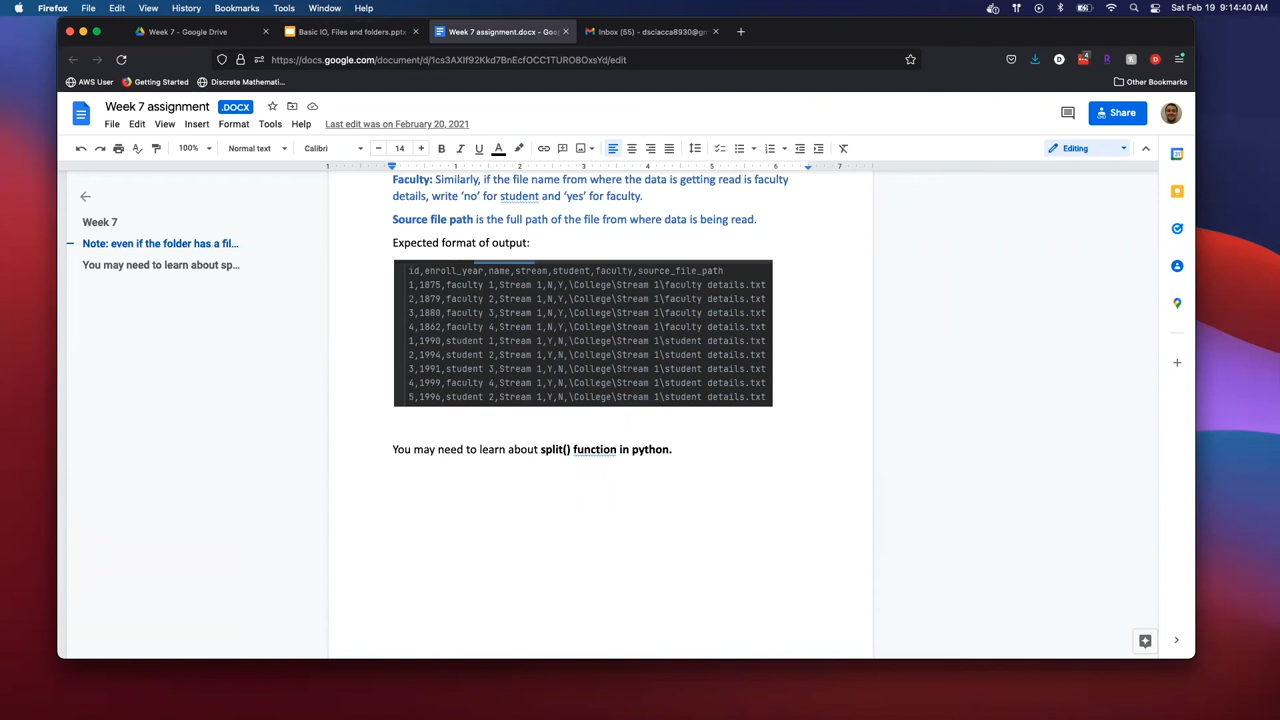 Firefox File Edit View History Bookmarks Tools Window Help Sat Feb 19 9:14:40 AM
Week 7 - Google Drive Basic IO, Files and folders.pptx Week 7 assignment.docx - Goo Inbox (55) - dsciacca8930@gm
https://docs.google.com/document/d/1cs3AXIf92Kkd7BnEcfOCC1TURO8OxsYd/edit
AWS User Getting Started Discrete Mathemati... Other Bookmarks
Week 7 assignment .DOCX
File Edit View Insert Format Tools Help Last edit was on February 20, 2021
Share
100% Normal text Calibri 14 Editing
1 1 2 3 4 5 6 7
Faculty: Similarly, if the file name from where the data is getting read is faculty
details, write ‘no’ for student and ‘yes’ for faculty.
Source file path is the full path of the file from where data is being read.
Expected format of output:
id,enroll_year,name,stream,student,faculty,source_file_path
1,1875,faculty 1,Stream 1,N,Y,\College\Stream 1\faculty details.txt
2,1879,faculty 2,Stream 1,N,Y,\College\Stream 1\faculty details.txt
3,1880,faculty 3,Stream 1,N,Y,\College\Stream 1\faculty details.txt
4,1862,faculty 4,Stream 1,N,Y,\College\Stream 1\faculty details.txt
1,1990,student 1,Stream 1,Y,N,\College\Stream 1\student details.txt
2,1994,student 2,Stream 1,Y,N,\College\Stream 1\student details.txt
3,1991,student 3,Stream 1,Y,N,\College\Stream 1\student details.txt
4,1999,faculty 4,Stream 1,Y,N,\College\Stream 1\student details.txt
5,1996,student 2,Stream 1,Y,N,\College\Stream 1\student details.txt
You may need to learn about split() function in python.
Week 7
Note: even if the folder has a fil...
You may need to learn about sp...